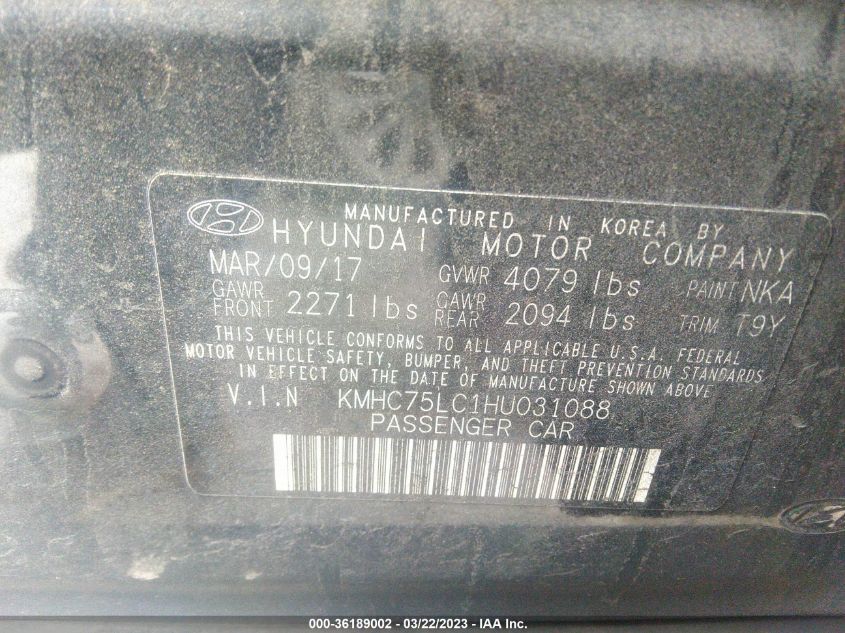 MANUFACTURED IN KOREA BY
HYUNDAI MOTOR COMPANY
MAR/09/17 GVWR 4079 lbs PAINT NKA
GAWR FRONT 2271 lbs GAWR REAR 2094 lbs TRIM T9Y
THIS VEHICLE CONFORMS TO ALL APPLICABLE U.S.A. FEDERAL
MOTOR VEHICLE SAFETY, BUMPER, AND THEFT PREVENTION STANDARDS
IN EFFECT ON THE DATE OF MANUFACTURE SHOWN ABOVE
V.I.N KMHC75LC1HU031088
PASSENGER CAR
000-36189002 - 03/22/2023 - IAA Inc.